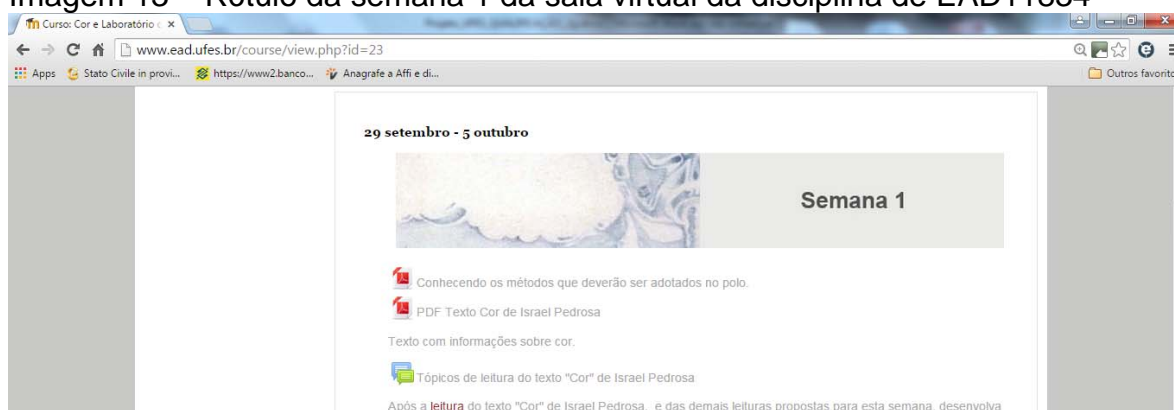 Imagem 18 – Rótulo da semana 1 da sala virtual da disciplina de EAD11884
Curso: Cor e Laboratório c
www.ead.ufes.br/course/view.php?id=23
Apps Stato Civile in provi... https://www2.banco... Anagrafe a Affi e di... Outros favorito
29 setembro - 5 outubro
Semana 1
Conhecendo os métodos que deverão ser adotados no polo.
PDF Texto Cor de Israel Pedrosa
Texto com informações sobre cor.
Tópicos de leitura do texto "Cor" de Israel Pedrosa
Após a leitura do texto "Cor" de Israel Pedrosa, e das demais leituras propostas para esta semana, desenvolva